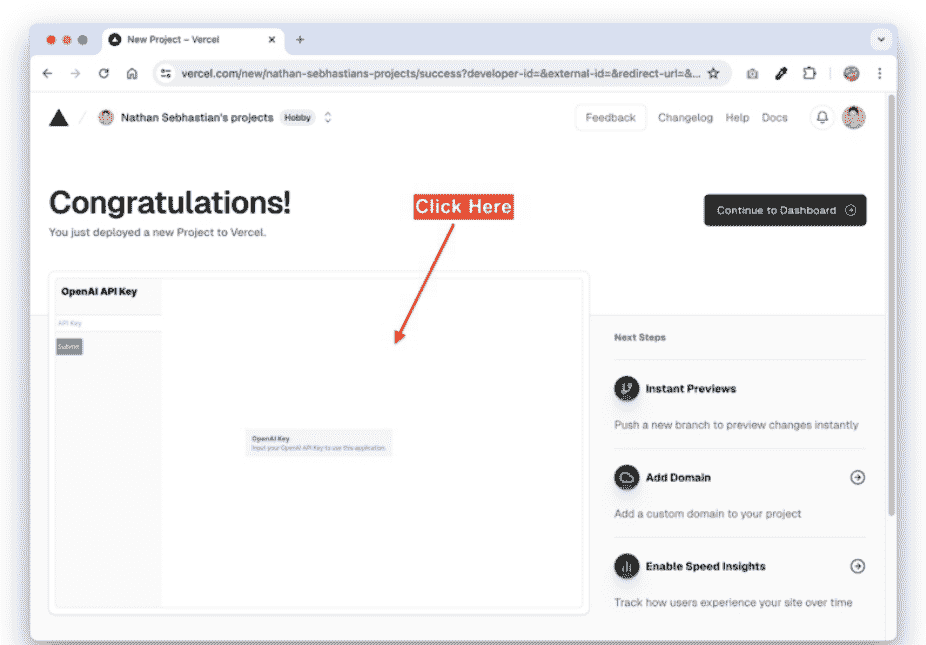 New Project – Vercel
vercel.com/new/nathan-sebhastians-projects/success?developer-id=&external-id=&redirect-url=&...
Nathan Sebhastian's projects Hobby
Feedback Changelog Help Docs
Congratulations!
Click Here
Continue to Dashboard
You just deployed a new Project to Vercel.
OpenAI API Key
API Key
Submit
Next Steps
Instant Previews
Push a new branch to preview changes instantly
OpenAI Key
Input your OpenAI API Key to use this application.
Add Domain
Add a custom domain to your project
Enable Speed Insights
Track how users experience your site over time